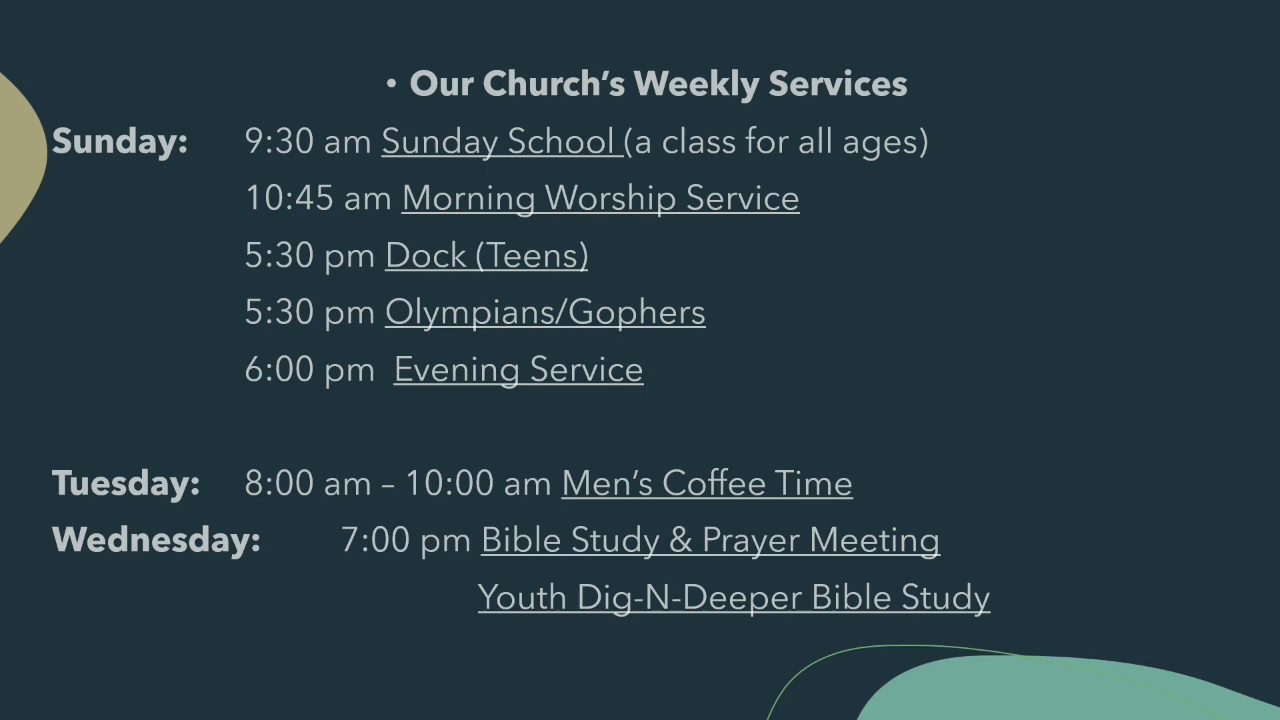 • Our Church’s Weekly Services
Sunday: 9:30 am Sunday School (a class for all ages)
10:45 am Morning Worship Service
5:30 pm Dock (Teens)
5:30 pm Olympians/Gophers
6:00 pm Evening Service
Tuesday: 8:00 am – 10:00 am Men’s Coffee Time
Wednesday: 7:00 pm Bible Study & Prayer Meeting
Youth Dig-N-Deeper Bible Study